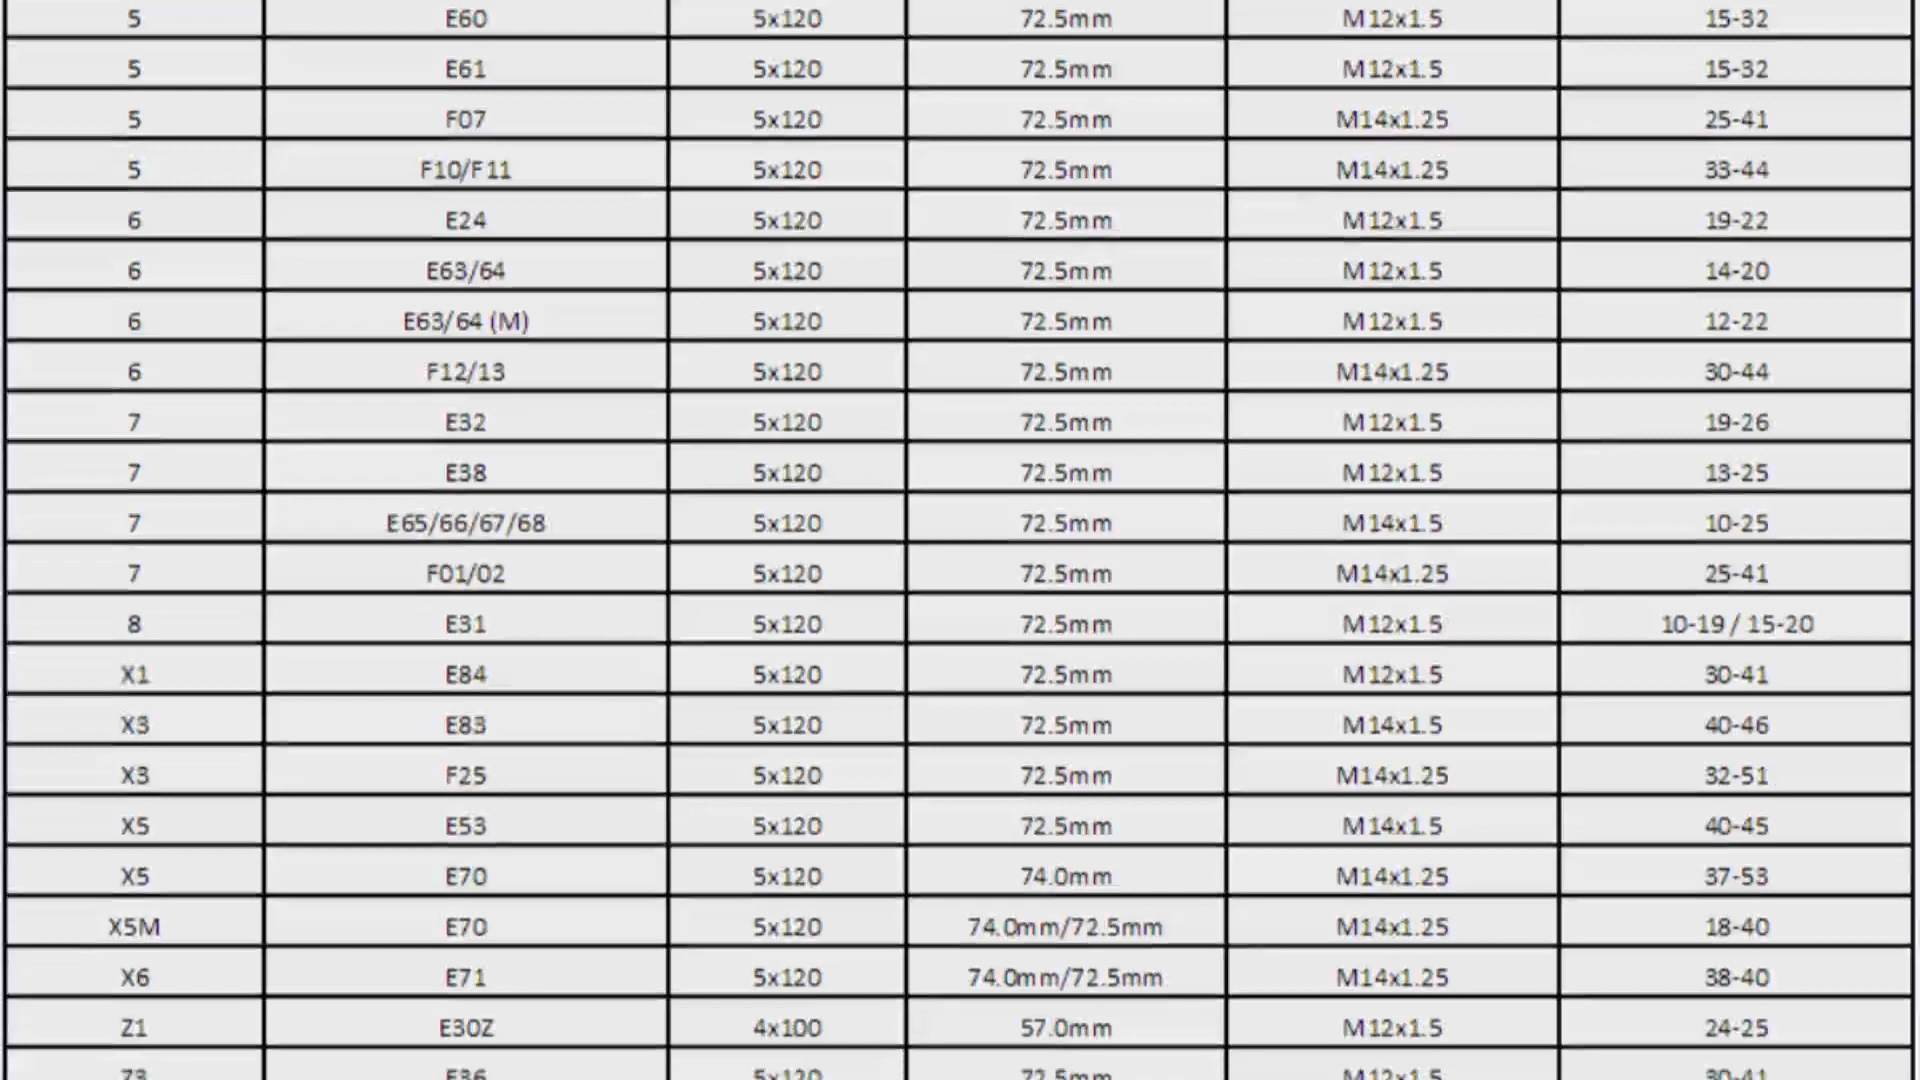 5 E60 5x120 72.5mm M12x1.5 15-32
5 E61 5x120 72.5mm M12x1.5 15-32
5 F07 5x120 72.5mm M14x1.25 25-41
5 F10/F11 5x120 72.5mm M14x1.25 33-44
6 E24 5x120 72.5mm M12x1.5 19-22
6 E63/64 5x120 72.5mm M12x1.5 14-20
6 E63/64 (M) 5x120 72.5mm M12x1.5 12-22
6 F12/13 5x120 72.5mm M14x1.25 30-44
7 E32 5x120 72.5mm M12x1.5 19-26
7 E38 5x120 72.5mm M12x1.5 13-25
7 E65/66/67/68 5x120 72.5mm M14x1.5 10-25
7 F01/02 5x120 72.5mm M14x1.25 25-41
8 E31 5x120 72.5mm M12x1.5 10-19 / 15-20
X1 E84 5x120 72.5mm M12x1.5 30-41
X3 E83 5x120 72.5mm M14x1.5 40-46
X3 F25 5x120 72.5mm M14x1.25 32-51
X5 E53 5x120 72.5mm M14x1.5 40-45
X5 E70 5x120 74.0mm M14x1.25 37-53
X5M E70 5x120 74.0mm/72.5mm M14x1.25 18-40
X6 E71 5x120 74.0mm/72.5mm M14x1.25 38-40
Z1 E30Z 4x100 57.0mm M12x1.5 24-25
Z3 E36 5x120 72.5mm M12x1.5 30-41